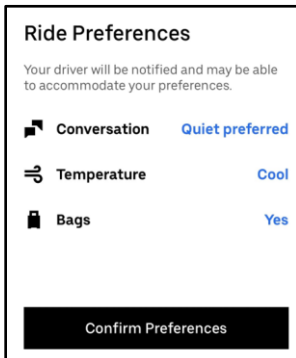 Ride Preferences
Your driver will be notified and may be able
to accommodate your preferences.
Conversation Quiet preferred
Temperature Cool
Bags Yes
Confirm Preferences